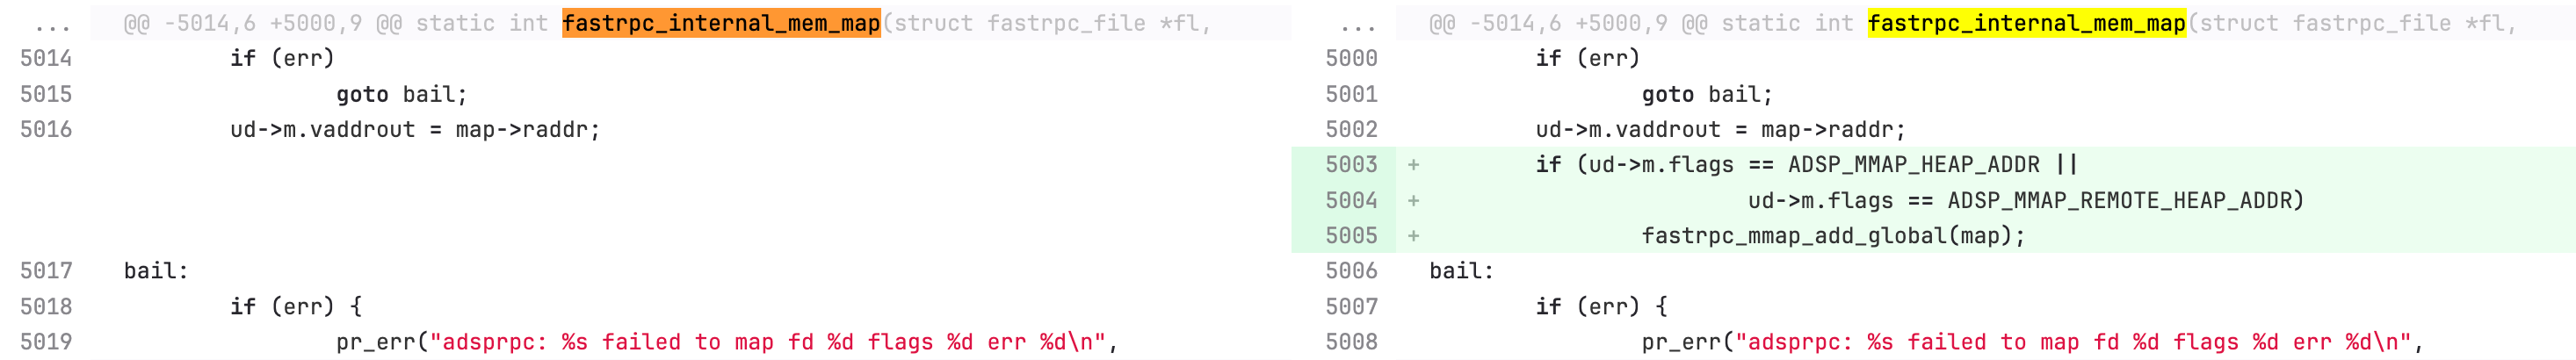 ... @@ -5014,6 +5000,9 @@ static int fastrpc_internal_mem_map(struct fastrpc_file *fl,
5014 if (err)
5015 goto bail;
5016 ud->m.vaddrout = map->raddr;
5017 bail:
5018 if (err) {
5019 pr_err("adsprpc: %s failed to map fd %d flags %d err %d\n",
... @@ -5014,6 +5000,9 @@ static int fastrpc_internal_mem_map(struct fastrpc_file *fl,
5000 if (err)
5001 goto bail;
5002 ud->m.vaddrout = map->raddr;
5003 + if (ud->m.flags == ADSP_MMAP_HEAP_ADDR ||
5004 + ud->m.flags == ADSP_MMAP_REMOTE_HEAP_ADDR)
5005 + fastrpc_mmap_add_global(map);
5006 bail:
5007 if (err) {
5008 pr_err("adsprpc: %s failed to map fd %d flags %d err %d\n",